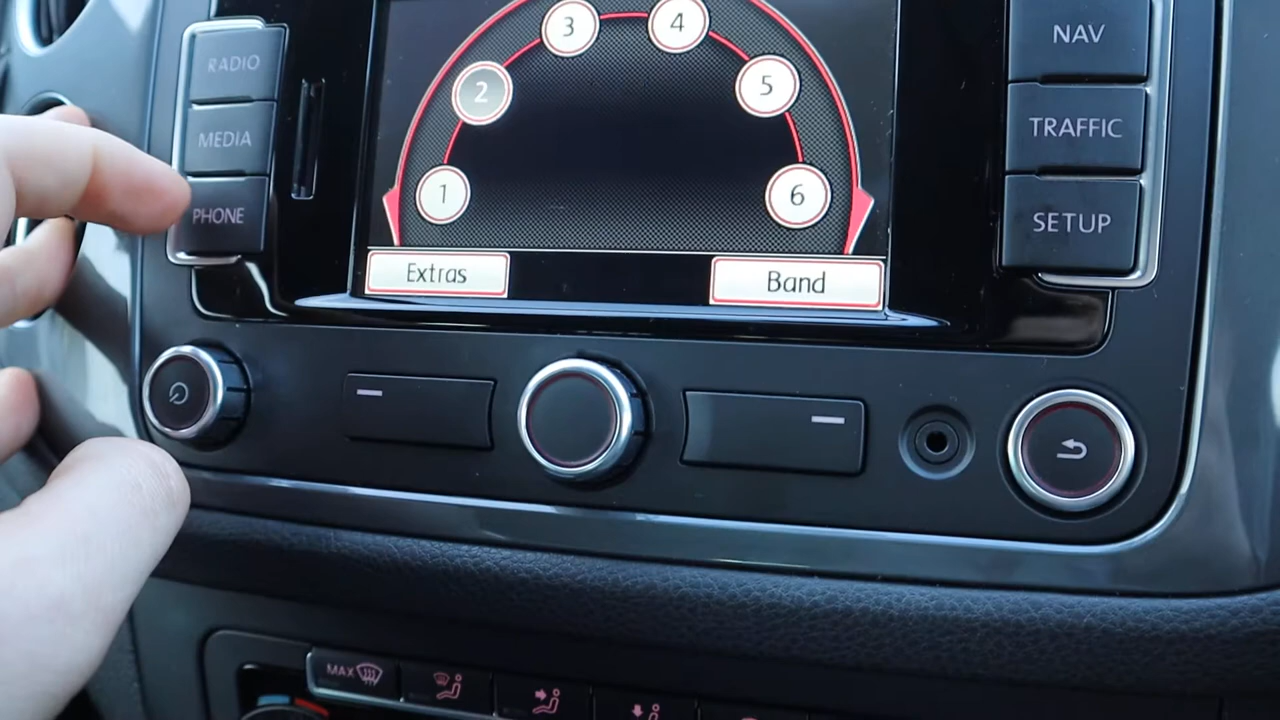 RADIO
MEDIA
PHONE
1
2
3
4
5
6
Extras
Band
NAV
TRAFFIC
SETUP
MAX